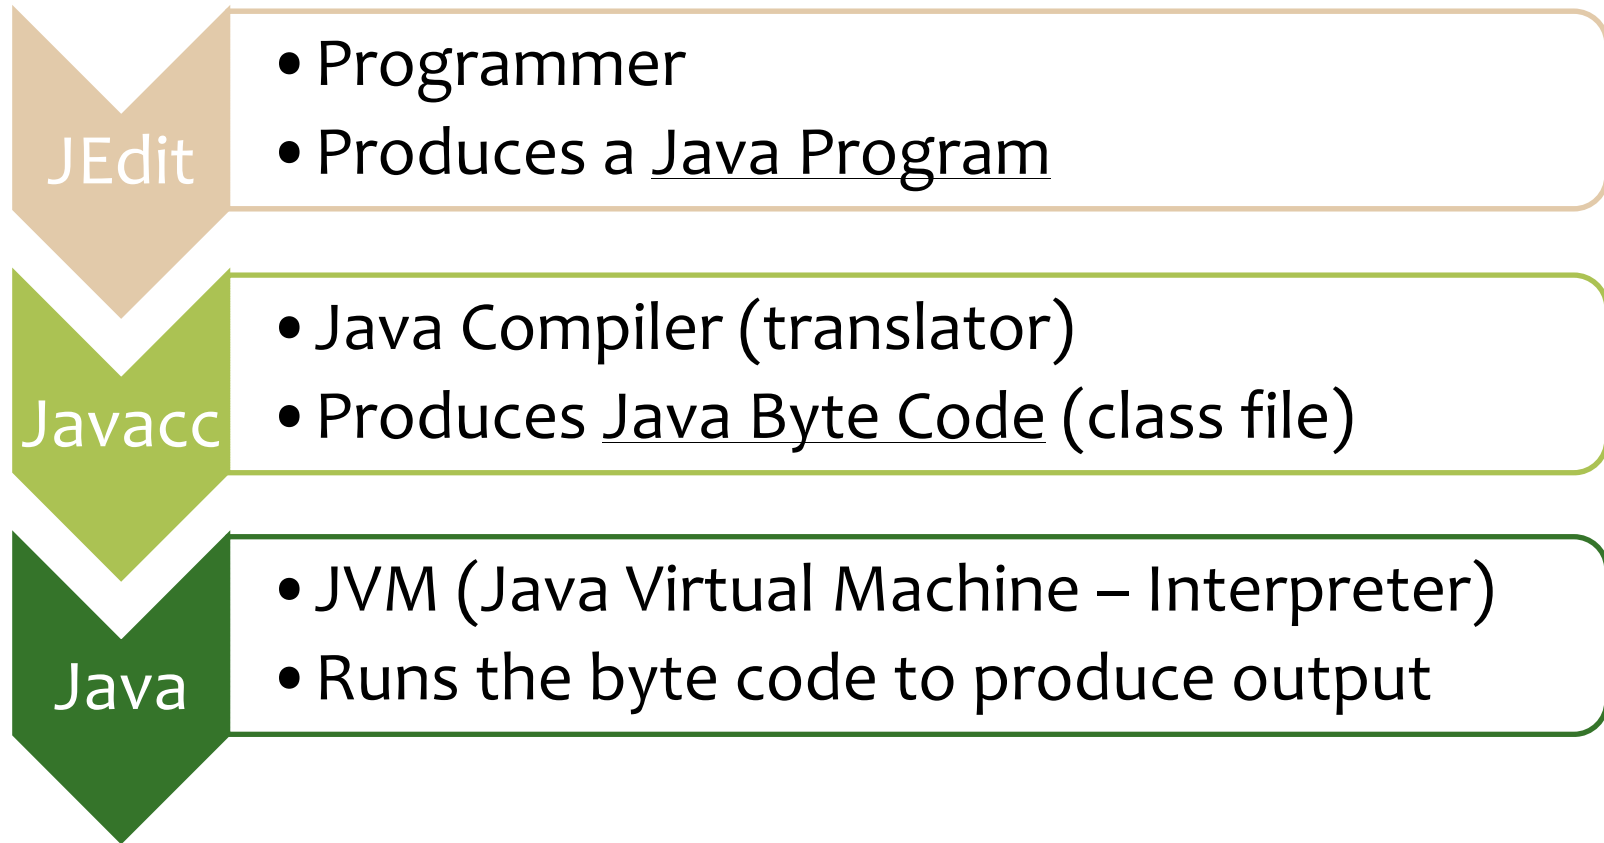 JEdit
• Programmer
• Produces a Java Program
Javacc
• Java Compiler (translator)
• Produces Java Byte Code (class file)
Java
• JVM (Java Virtual Machine – Interpreter)
• Runs the byte code to produce output